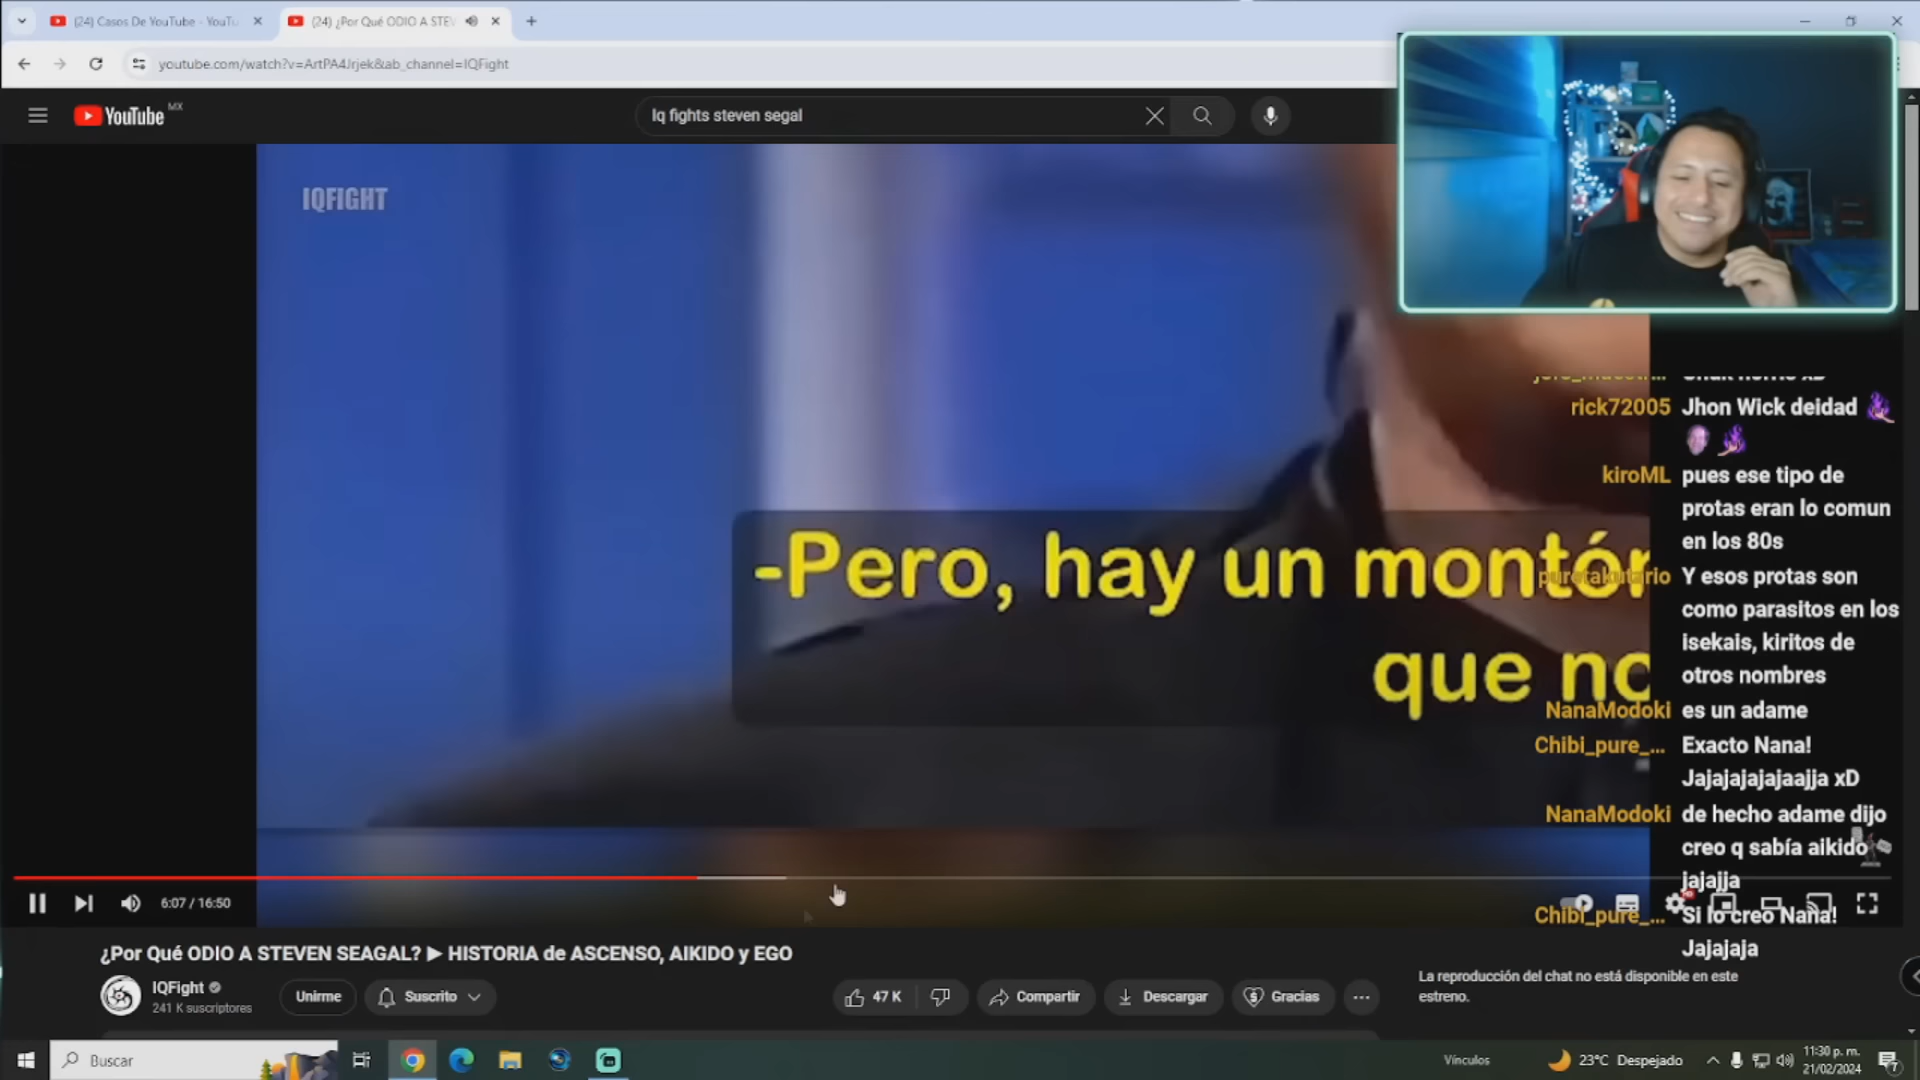 (24) Casos De YouTube - YouTu
(24) ¿Por Qué ODIO A STEV
youtube.com/watch?v=ArtPA4Jrjek&ab_channel=IQFight
YouTube MX
Iq fights steven segal
IQFIGHT
rick72005 Jhon Wick deidad
kiroML pues ese tipo de
protas eran lo comun
en los 80s
-Pero, hay un montón
puretakutario Y esos protas son
como parasitos en los
isekais, kiritos de
otros nombres
que no
NanaModoki es un adame
Chibi_pure_... Exacto Nana!
Jajajajajajaajja xD
NanaModoki de hecho adame dijo
creo q sabía aikido
jajajja
Chibi_pure_... Si lo creo Nana!
Jajajaja
6:07 / 16:50
¿Por Qué ODIO A STEVEN SEAGAL? ▶ HISTORIA de ASCENSO, AIKIDO y EGO
IQFight
241 K suscriptores
Unirme
Suscrito
47 K
Compartir
Descargar
Gracias
La reproducción del chat no está disponible en este
estreno.
Buscar
Vínculos
23°C Despejado
11:30 p. m.
21/02/2024